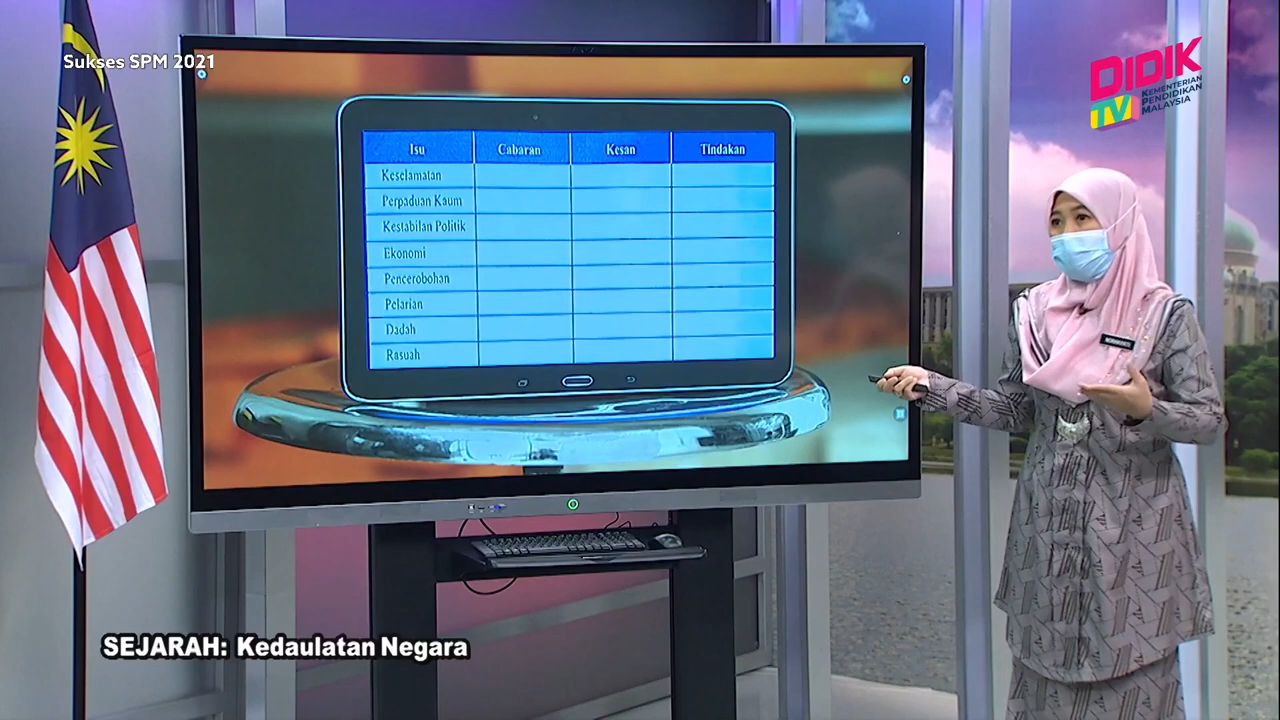 Sukses SPM 2021
DIDIK
TV
KEMENTERIAN
PENDIDIKAN
MALAYSIA
Isu Cabaran Kesan Tindakan
Keselamatan
Perpaduan Kaum
Kestabilan Politik
Ekonomi
Pencerobohan
Pelarian
Dadah
Rasuah
SEJARAH: Kedaulatan Negara